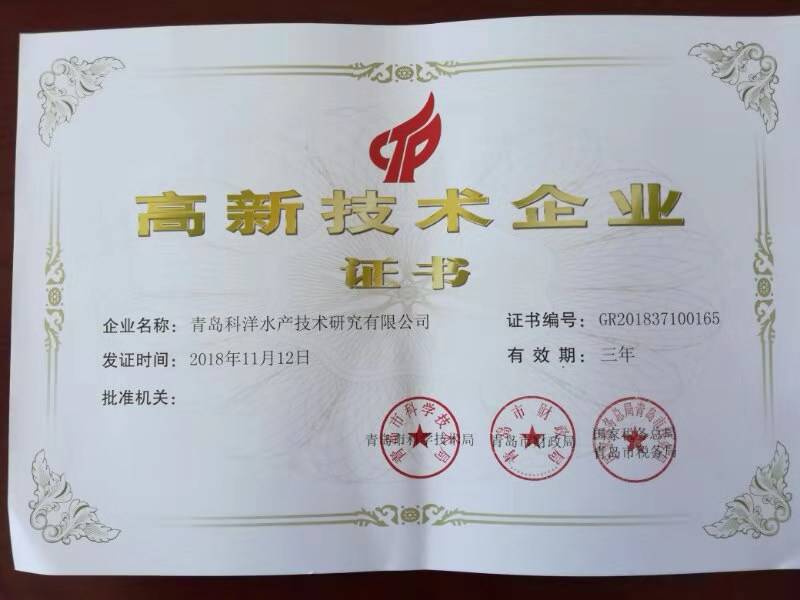 高新技术企业
证书
企业名称：青岛科洋水产技术研究有限公司
证书编号：GR201837100165
发证时间：2018年11月12日
有效期：三年
批准机关：
青岛市科学技术局
青岛市财政局
国家税务总局
青岛市税务局